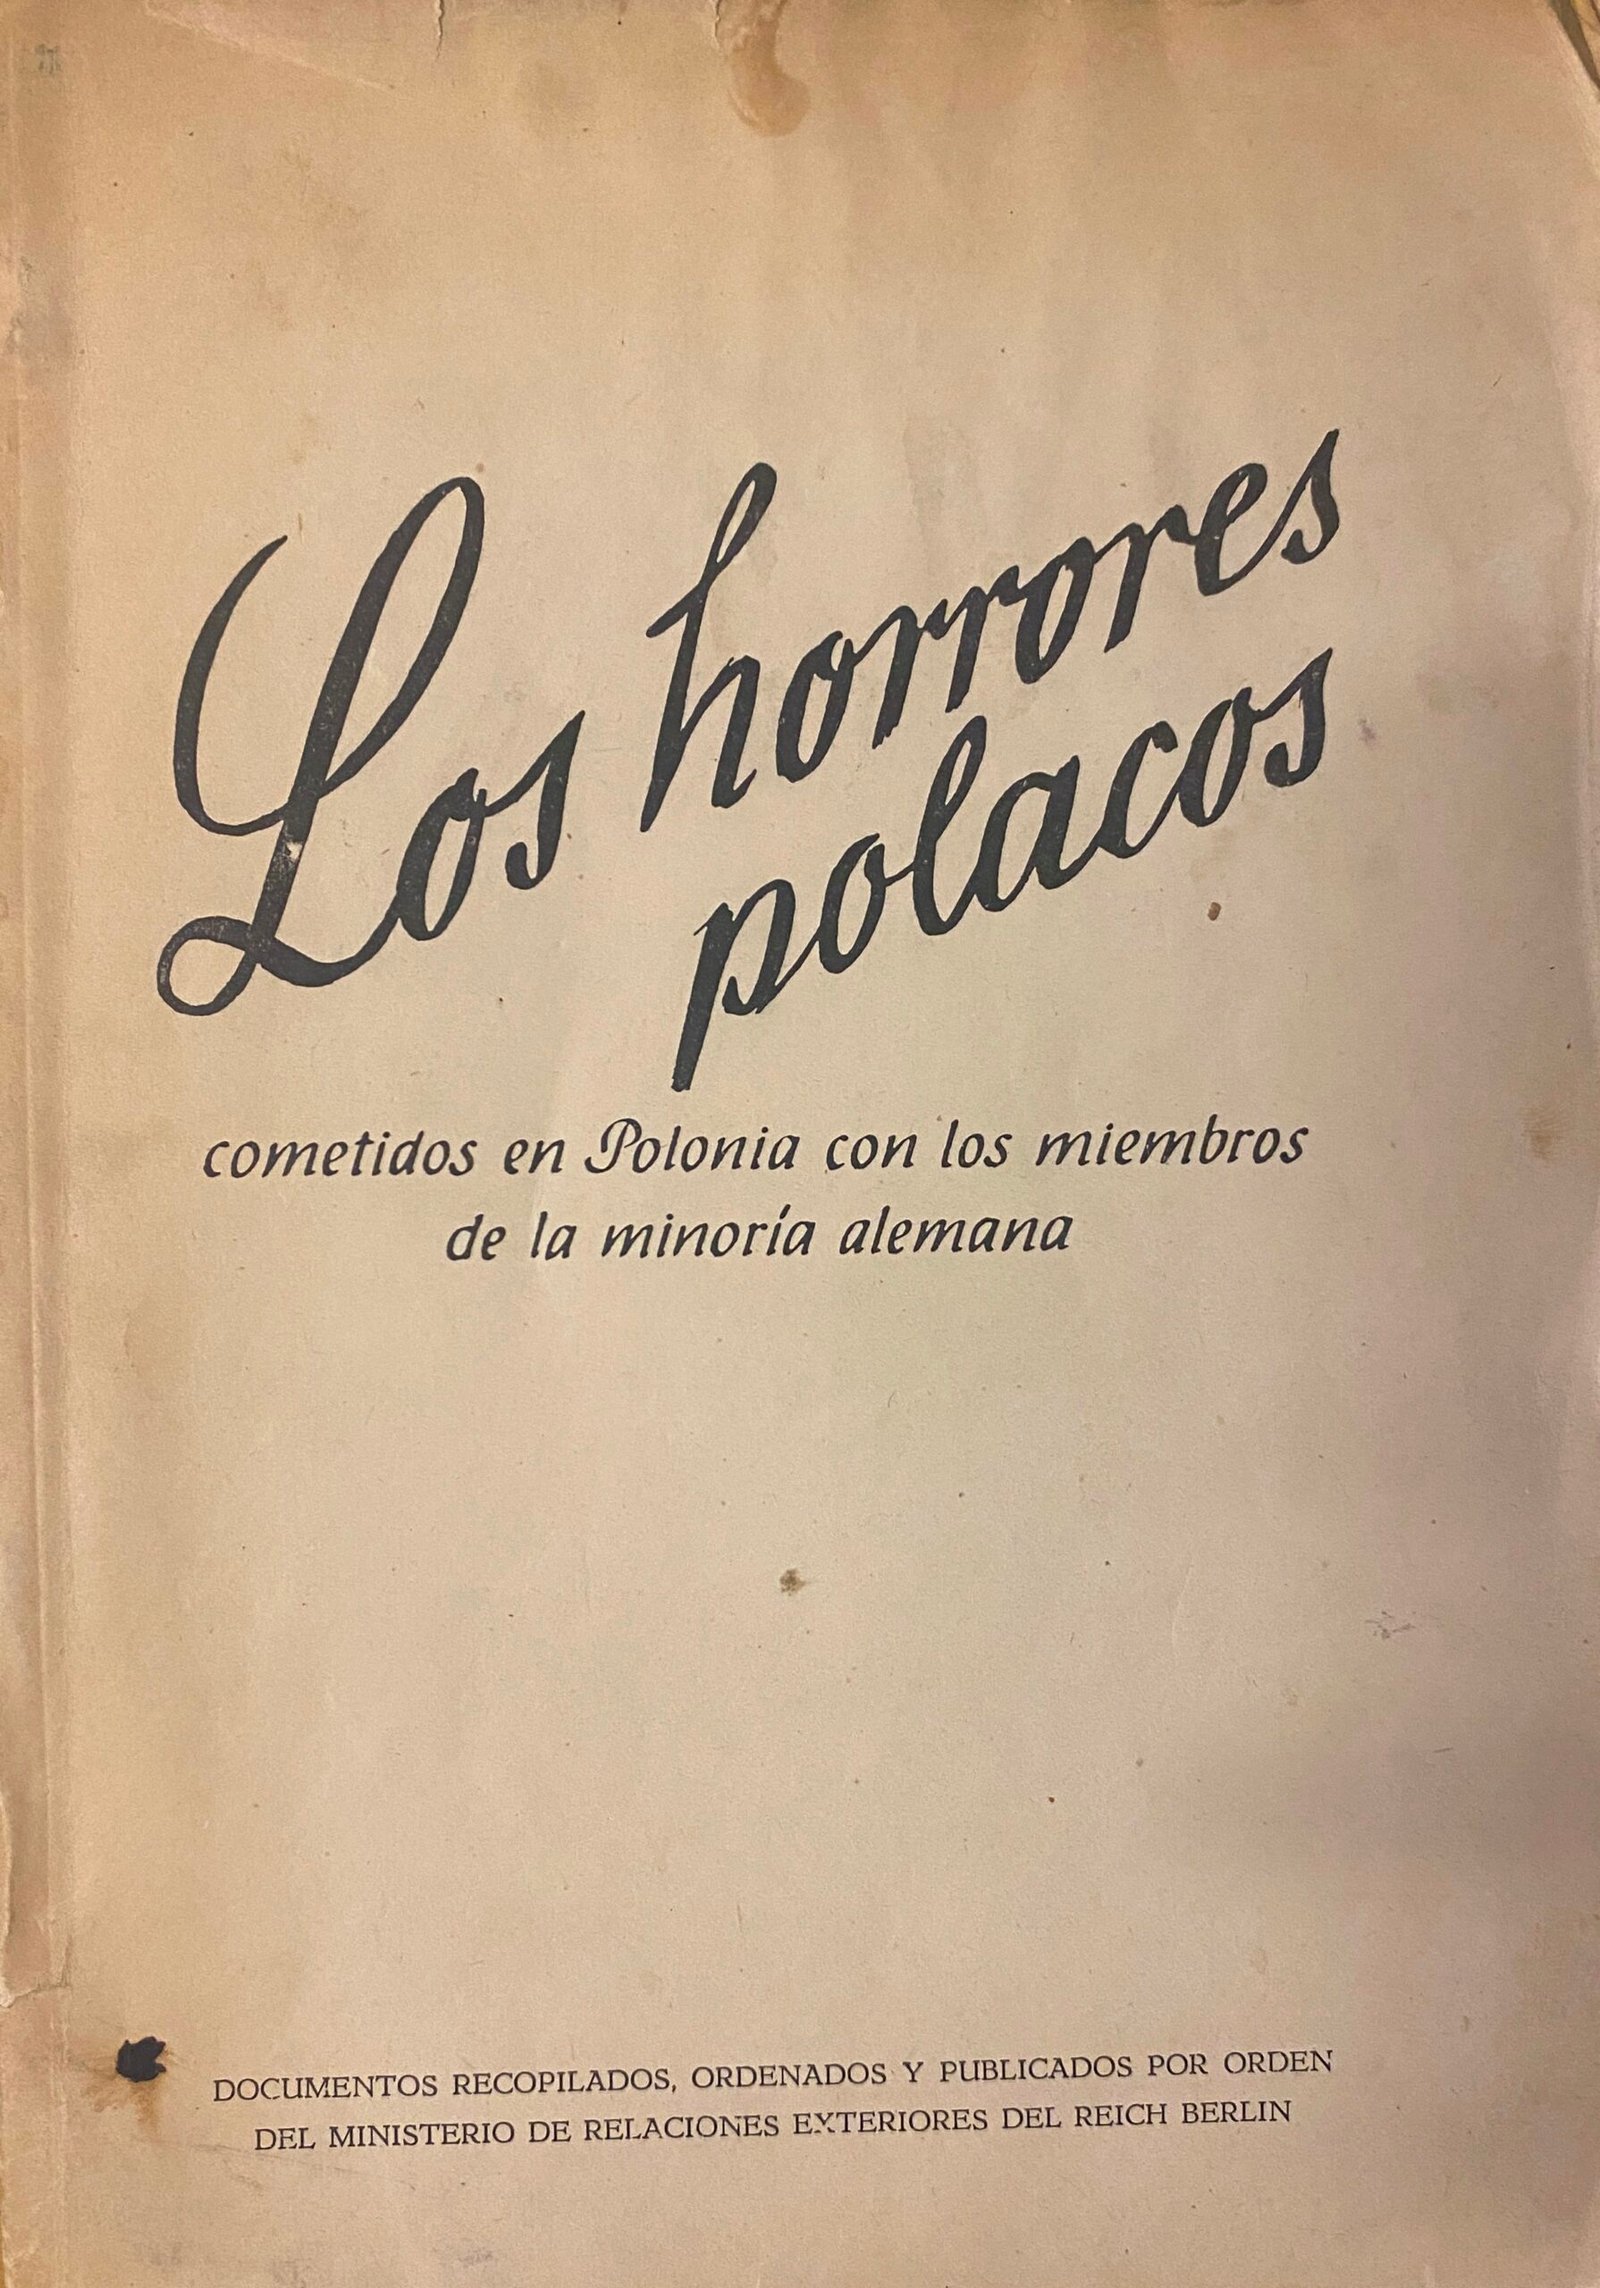 Los horrores
polacos
cometidos en Polonia con los miembros
de la minoría alemana
DOCUMENTOS RECOPILADOS, ORDENADOS Y PUBLICADOS POR ORDEN
DEL MINISTERIO DE RELACIONES EXTERIORES DEL REICH BERLIN